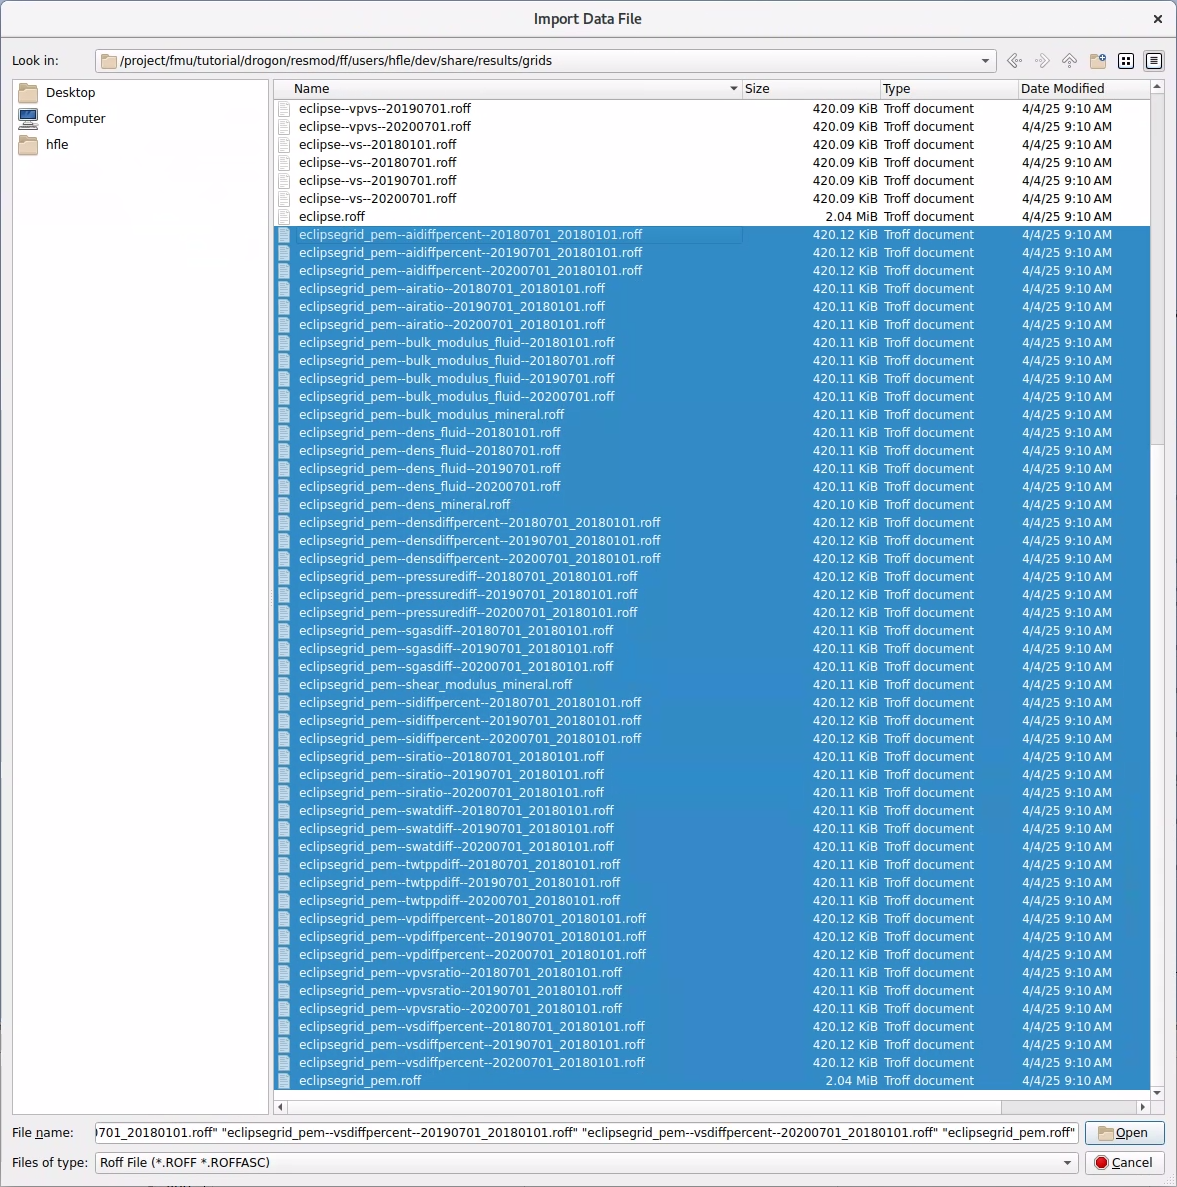 Import Data File
Look in: /project/fmu/tutorial/drogon/resmod/ff/users/hfle/dev/share/results/grids
Desktop
Computer
hfle
Name Size Type Date Modified
eclipse--vpvs--20190701.roff 420.09 KiB Troff document 4/4/25 9:10 AM
eclipse--vpvs--20200701.roff 420.09 KiB Troff document 4/4/25 9:10 AM
eclipse--vs--20180101.roff 420.09 KiB Troff document 4/4/25 9:10 AM
eclipse--vs--20180701.roff 420.09 KiB Troff document 4/4/25 9:10 AM
eclipse--vs--20190701.roff 420.09 KiB Troff document 4/4/25 9:10 AM
eclipse--vs--20200701.roff 420.09 KiB Troff document 4/4/25 9:10 AM
eclipse.roff 2.04 MiB Troff document 4/4/25 9:10 AM
eclipsegrid_pem--aidiffpercent--20180701_20180101.roff 420.12 KiB Troff document 4/4/25 9:10 AM
eclipsegrid_pem--aidiffpercent--20190701_20180101.roff 420.12 KiB Troff document 4/4/25 9:10 AM
eclipsegrid_pem--aidiffpercent--20200701_20180101.roff 420.12 KiB Troff document 4/4/25 9:10 AM
eclipsegrid_pem--airatio--20180701_20180101.roff 420.11 KiB Troff document 4/4/25 9:10 AM
eclipsegrid_pem--airatio--20190701_20180101.roff 420.11 KiB Troff document 4/4/25 9:10 AM
eclipsegrid_pem--airatio--20200701_20180101.roff 420.11 KiB Troff document 4/4/25 9:10 AM
eclipsegrid_pem--bulk_modulus_fluid--20180101.roff 420.11 KiB Troff document 4/4/25 9:10 AM
eclipsegrid_pem--bulk_modulus_fluid--20180701.roff 420.11 KiB Troff document 4/4/25 9:10 AM
eclipsegrid_pem--bulk_modulus_fluid--20190701.roff 420.11 KiB Troff document 4/4/25 9:10 AM
eclipsegrid_pem--bulk_modulus_fluid--20200701.roff 420.11 KiB Troff document 4/4/25 9:10 AM
eclipsegrid_pem--bulk_modulus_mineral.roff 420.11 KiB Troff document 4/4/25 9:10 AM
eclipsegrid_pem--dens_fluid--20180101.roff 420.11 KiB Troff document 4/4/25 9:10 AM
eclipsegrid_pem--dens_fluid--20180701.roff 420.11 KiB Troff document 4/4/25 9:10 AM
eclipsegrid_pem--dens_fluid--20190701.roff 420.11 KiB Troff document 4/4/25 9:10 AM
eclipsegrid_pem--dens_fluid--20200701.roff 420.11 KiB Troff document 4/4/25 9:10 AM
eclipsegrid_pem--dens_mineral.roff 420.10 KiB Troff document 4/4/25 9:10 AM
eclipsegrid_pem--densdiffpercent--20180701_20180101.roff 420.12 KiB Troff document 4/4/25 9:10 AM
eclipsegrid_pem--densdiffpercent--20190701_20180101.roff 420.12 KiB Troff document 4/4/25 9:10 AM
eclipsegrid_pem--densdiffpercent--20200701_20180101.roff 420.12 KiB Troff document 4/4/25 9:10 AM
eclipsegrid_pem--pressurediff--20180701_20180101.roff 420.12 KiB Troff document 4/4/25 9:10 AM
eclipsegrid_pem--pressurediff--20190701_20180101.roff 420.12 KiB Troff document 4/4/25 9:10 AM
eclipsegrid_pem--pressurediff--20200701_20180101.roff 420.12 KiB Troff document 4/4/25 9:10 AM
eclipsegrid_pem--sgasdiff--20180701_20180101.roff 420.11 KiB Troff document 4/4/25 9:10 AM
eclipsegrid_pem--sgasdiff--20190701_20180101.roff 420.11 KiB Troff document 4/4/25 9:10 AM
eclipsegrid_pem--sgasdiff--20200701_20180101.roff 420.11 KiB Troff document 4/4/25 9:10 AM
eclipsegrid_pem--shear_modulus_mineral.roff 420.11 KiB Troff document 4/4/25 9:10 AM
eclipsegrid_pem--sidiffpercent--20180701_20180101.roff 420.12 KiB Troff document 4/4/25 9:10 AM
eclipsegrid_pem--sidiffpercent--20190701_20180101.roff 420.12 KiB Troff document 4/4/25 9:10 AM
eclipsegrid_pem--sidiffpercent--20200701_20180101.roff 420.12 KiB Troff document 4/4/25 9:10 AM
eclipsegrid_pem--siratio--20180701_20180101.roff 420.11 KiB Troff document 4/4/25 9:10 AM
eclipsegrid_pem--siratio--20190701_20180101.roff 420.11 KiB Troff document 4/4/25 9:10 AM
eclipsegrid_pem--siratio--20200701_20180101.roff 420.11 KiB Troff document 4/4/25 9:10 AM
eclipsegrid_pem--swatdiff--20180701_20180101.roff 420.11 KiB Troff document 4/4/25 9:10 AM
eclipsegrid_pem--swatdiff--20190701_20180101.roff 420.11 KiB Troff document 4/4/25 9:10 AM
eclipsegrid_pem--swatdiff--20200701_20180101.roff 420.11 KiB Troff document 4/4/25 9:10 AM
eclipsegrid_pem--twtppdiff--20180701_20180101.roff 420.11 KiB Troff document 4/4/25 9:10 AM
eclipsegrid_pem--twtppdiff--20190701_20180101.roff 420.11 KiB Troff document 4/4/25 9:10 AM
eclipsegrid_pem--twtppdiff--20200701_20180101.roff 420.11 KiB Troff document 4/4/25 9:10 AM
eclipsegrid_pem--vpdiffpercent--20180701_20180101.roff 420.12 KiB Troff document 4/4/25 9:10 AM
eclipsegrid_pem--vpdiffpercent--20190701_20180101.roff 420.12 KiB Troff document 4/4/25 9:10 AM
eclipsegrid_pem--vpdiffpercent--20200701_20180101.roff 420.12 KiB Troff document 4/4/25 9:10 AM
eclipsegrid_pem--vpvsratio--20180701_20180101.roff 420.11 KiB Troff document 4/4/25 9:10 AM
eclipsegrid_pem--vpvsratio--20190701_20180101.roff 420.11 KiB Troff document 4/4/25 9:10 AM
eclipsegrid_pem--vpvsratio--20200701_20180101.roff 420.11 KiB Troff document 4/4/25 9:10 AM
eclipsegrid_pem--vsdiffpercent--20180701_20180101.roff 420.12 KiB Troff document 4/4/25 9:10 AM
eclipsegrid_pem--vsdiffpercent--20190701_20180101.roff 420.12 KiB Troff document 4/4/25 9:10 AM
eclipsegrid_pem--vsdiffpercent--20200701_20180101.roff 420.12 KiB Troff document 4/4/25 9:10 AM
eclipsegrid_pem.roff 2.04 MiB Troff document 4/4/25 9:10 AM
File name: 701_20180101.roff" "eclipsegrid_pem--vsdiffpercent--20190701_20180101.roff" "eclipsegrid_pem--vsdiffpercent--20200701_20180101.roff" "eclipsegrid_pem.roff" Open
Files of type: Roff File (*.ROFF *.ROFFASC) Cancel